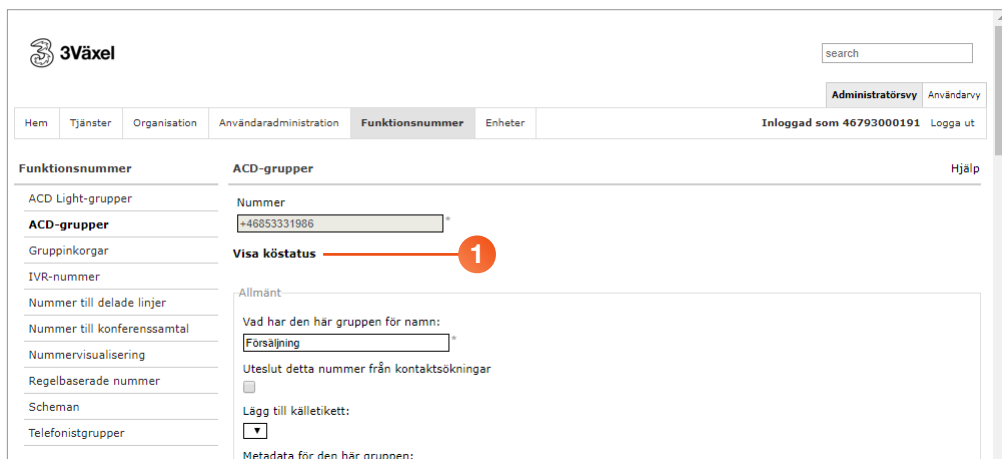 3Växel
search
Administratörsvy Användarvy
Hem Tjänster Organisation Användaradministration Funktionsnummer Enheter Inloggad som 46793000191 Logga ut
Funktionsnummer
ACD Light-grupper
ACD-grupper
Gruppinkorgar
IVR-nummer
Nummer till delade linjer
Nummer till konferenssamtal
Nummervisualisering
Regelbaserade nummer
Scheman
Telefonistgrupper
ACD-grupper Hjälp
Nummer
+46853331986 *
Visa köstatus 1
Allmänt
Vad har den här gruppen för namn:
Försäljning *
Uteslut detta nummer från kontaktsökningar
Lägg till källetikett:
Metadata för den här gruppen: